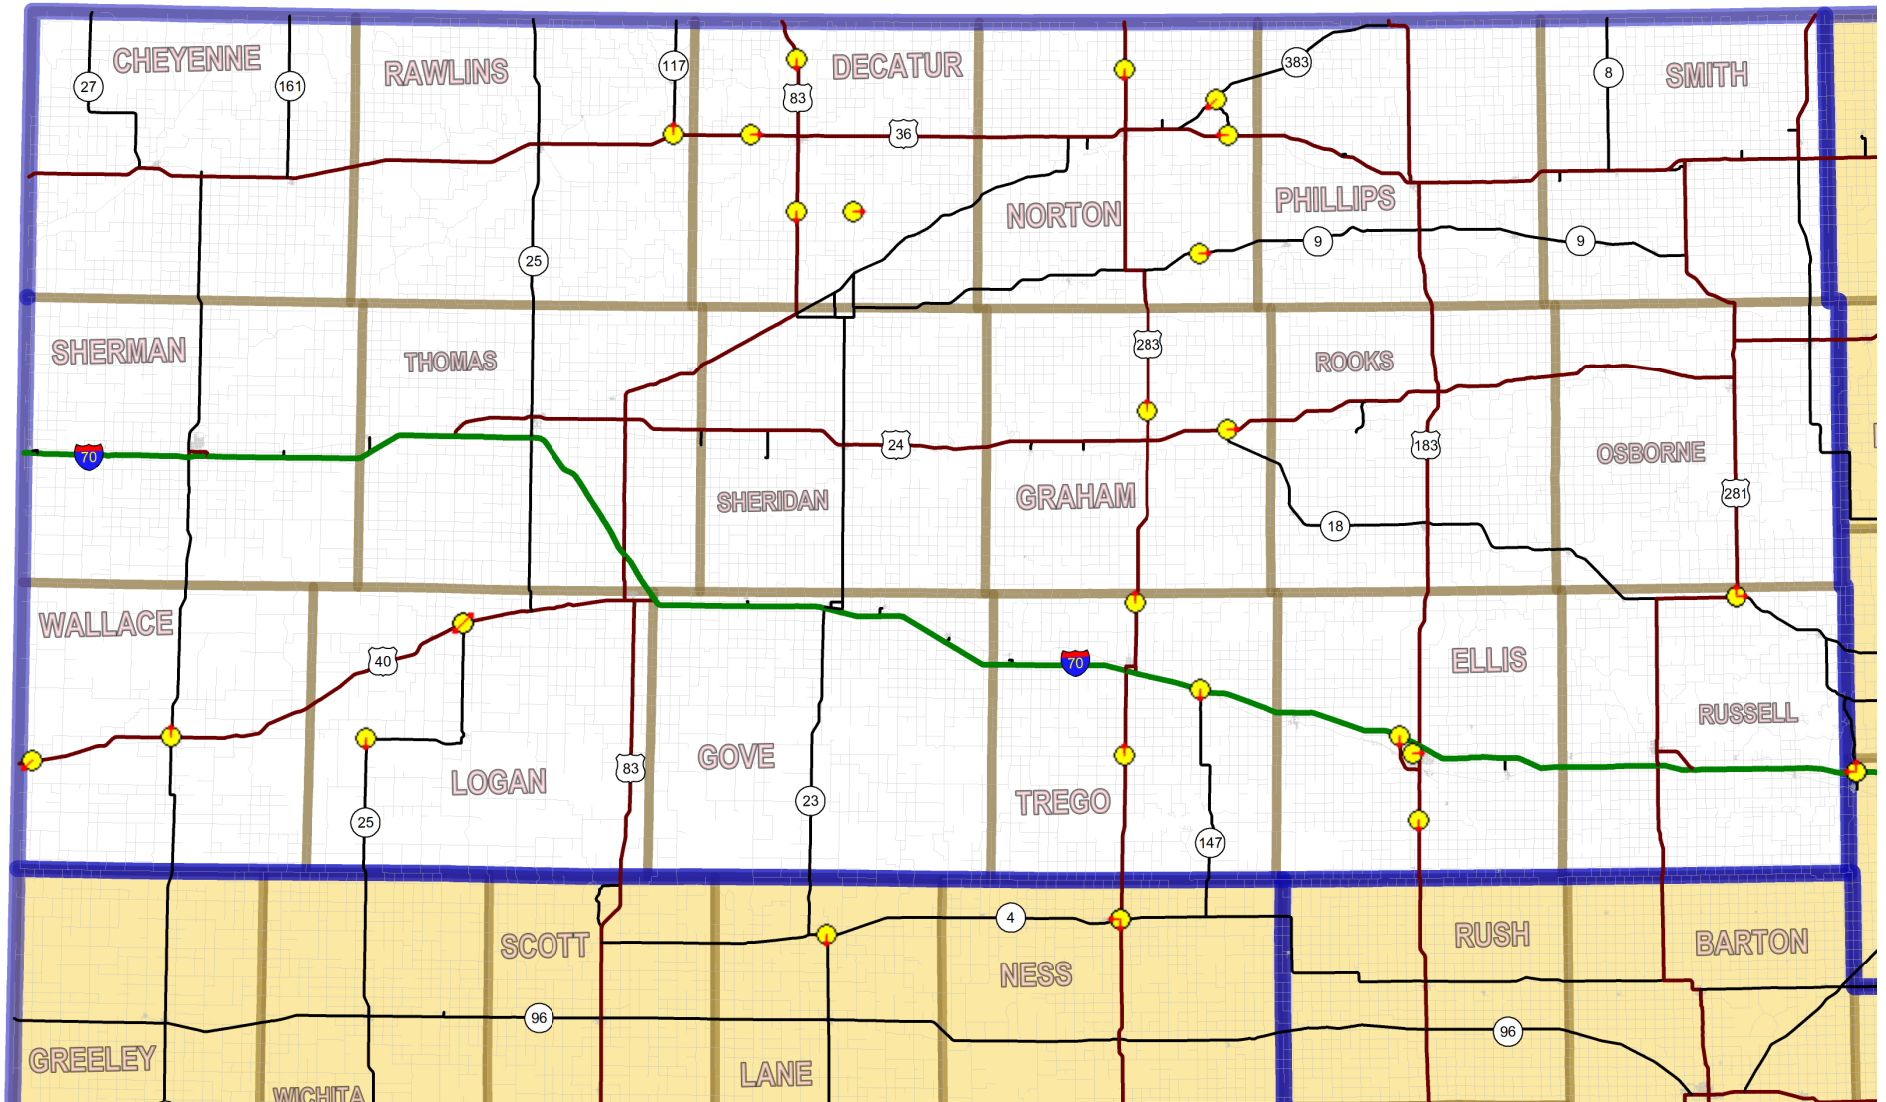 CHEYENNE
RAWLINS
DECATUR
SMITH
27
161
117
83
383
8
36
NORTON
PHILLIPS
25
9
9
SHERMAN
THOMAS
283
ROOKS
70
24
183
OSBORNE
SHERIDAN
GRAHAM
281
18
WALLACE
40
70
ELLIS
RUSSELL
LOGAN
83
GOVE
23
TREGO
25
147
SCOTT
4
NESS
RUSH
BARTON
96
96
GREELEY
LANE
WICHITA